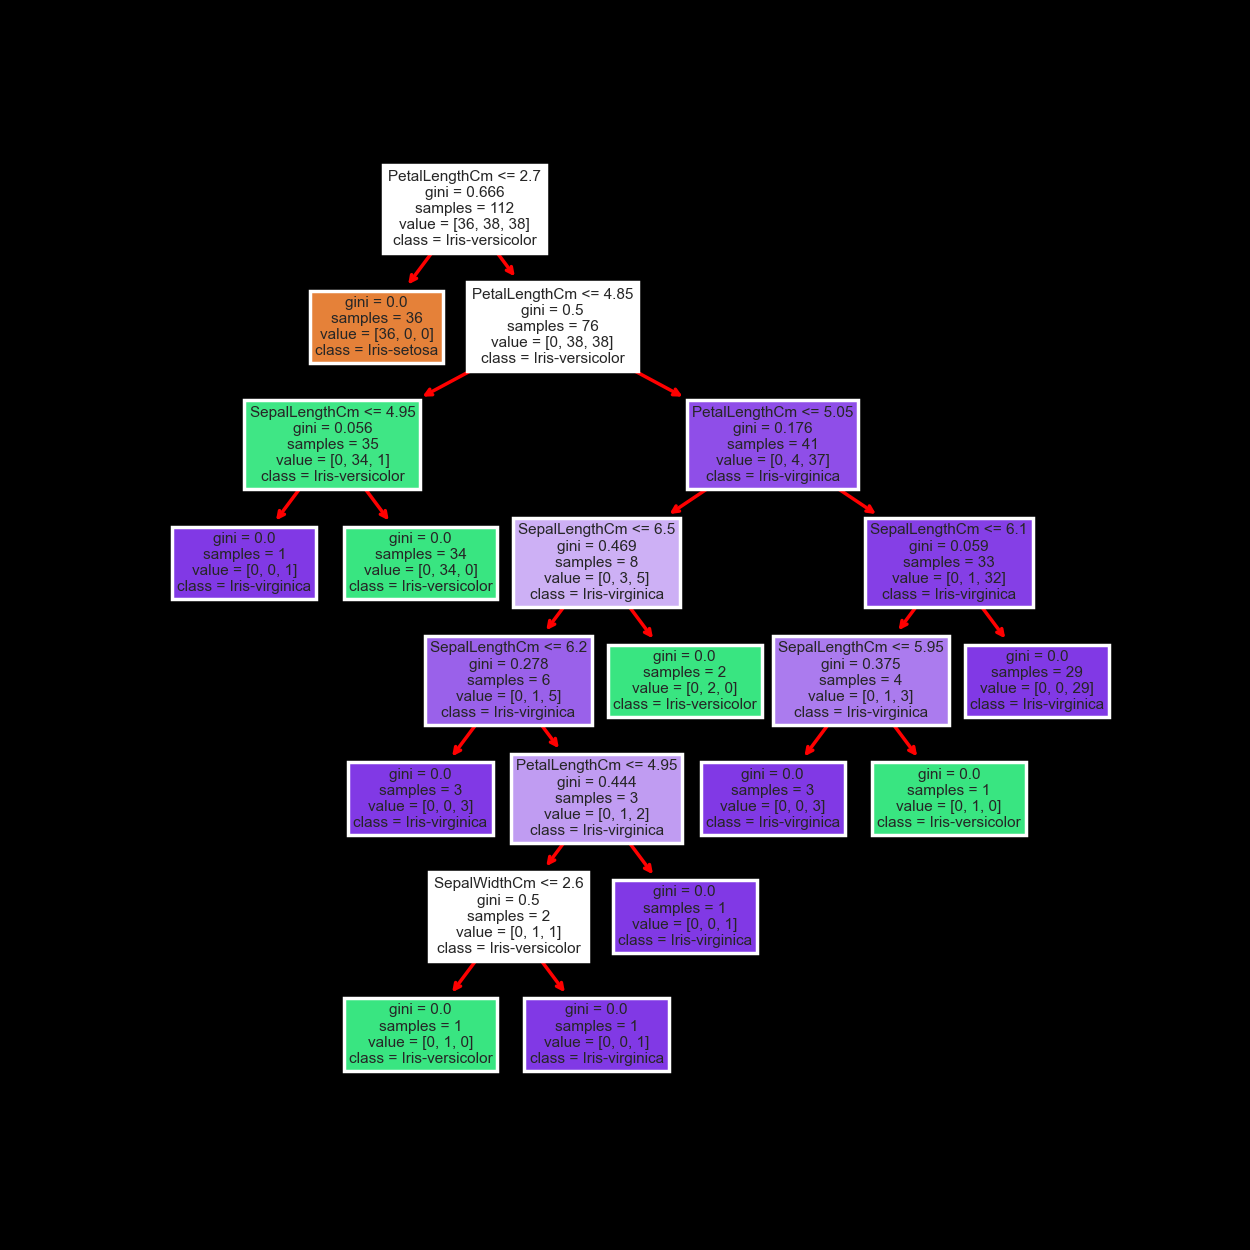 PetalLengthCm <= 2.7
gini = 0.666
samples = 112
value = [36, 38, 38]
class = Iris-versicolor
gini = 0.0
samples = 36
value = [36, 0, 0]
class = Iris-setosa
PetalLengthCm <= 4.85
gini = 0.5
samples = 76
value = [0, 38, 38]
class = Iris-versicolor
SepalLengthCm <= 4.95
gini = 0.056
samples = 35
value = [0, 34, 1]
class = Iris-versicolor
PetalLengthCm <= 5.05
gini = 0.176
samples = 41
value = [0, 4, 37]
class = Iris-virginica
gini = 0.0
samples = 1
value = [0, 0, 1]
class = Iris-virginica
gini = 0.0
samples = 34
value = [0, 34, 0]
class = Iris-versicolor
SepalLengthCm <= 6.5
gini = 0.469
samples = 8
value = [0, 3, 5]
class = Iris-virginica
SepalLengthCm <= 6.1
gini = 0.059
samples = 33
value = [0, 1, 32]
class = Iris-virginica
SepalLengthCm <= 6.2
gini = 0.278
samples = 6
value = [0, 1, 5]
class = Iris-virginica
gini = 0.0
samples = 2
value = [0, 2, 0]
class = Iris-versicolor
SepalLengthCm <= 5.95
gini = 0.375
samples = 4
value = [0, 1, 3]
class = Iris-virginica
gini = 0.0
samples = 29
value = [0, 0, 29]
class = Iris-virginica
gini = 0.0
samples = 3
value = [0, 0, 3]
class = Iris-virginica
PetalLengthCm <= 4.95
gini = 0.444
samples = 3
value = [0, 1, 2]
class = Iris-virginica
gini = 0.0
samples = 3
value = [0, 0, 3]
class = Iris-virginica
gini = 0.0
samples = 1
value = [0, 1, 0]
class = Iris-versicolor
SepalWidthCm <= 2.6
gini = 0.5
samples = 2
value = [0, 1, 1]
class = Iris-versicolor
gini = 0.0
samples = 1
value = [0, 0, 1]
class = Iris-virginica
gini = 0.0
samples = 1
value = [0, 1, 0]
class = Iris-versicolor
gini = 0.0
samples = 1
value = [0, 0, 1]
class = Iris-virginica